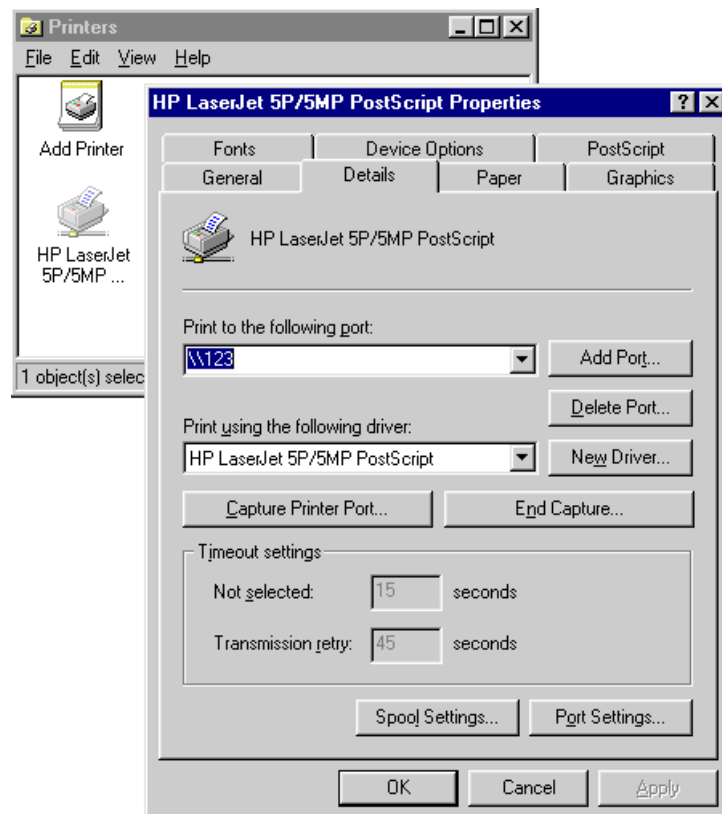 Printers
File Edit View Help
Add Printer
HP LaserJet
5P/5MP ...
1 object(s) selec
HP LaserJet 5P/5MP PostScript Properties
Fonts Device Options PostScript
General Details Paper Graphics
HP LaserJet 5P/5MP PostScript
Print to the following port:
\\123 Add Port...
Delete Port...
Print using the following driver:
HP LaserJet 5P/5MP PostScript New Driver...
Capture Printer Port... End Capture...
Timeout settings
Not selected: 15 seconds
Transmission retry: 45 seconds
Spool Settings... Port Settings...
OK Cancel Apply